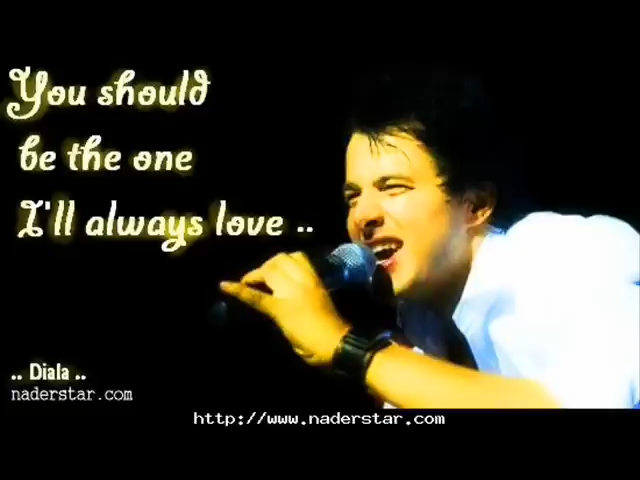 You should
be the one
I'll always love ..
.. Diala ..
naderstar.com
http://www.naderstar.com